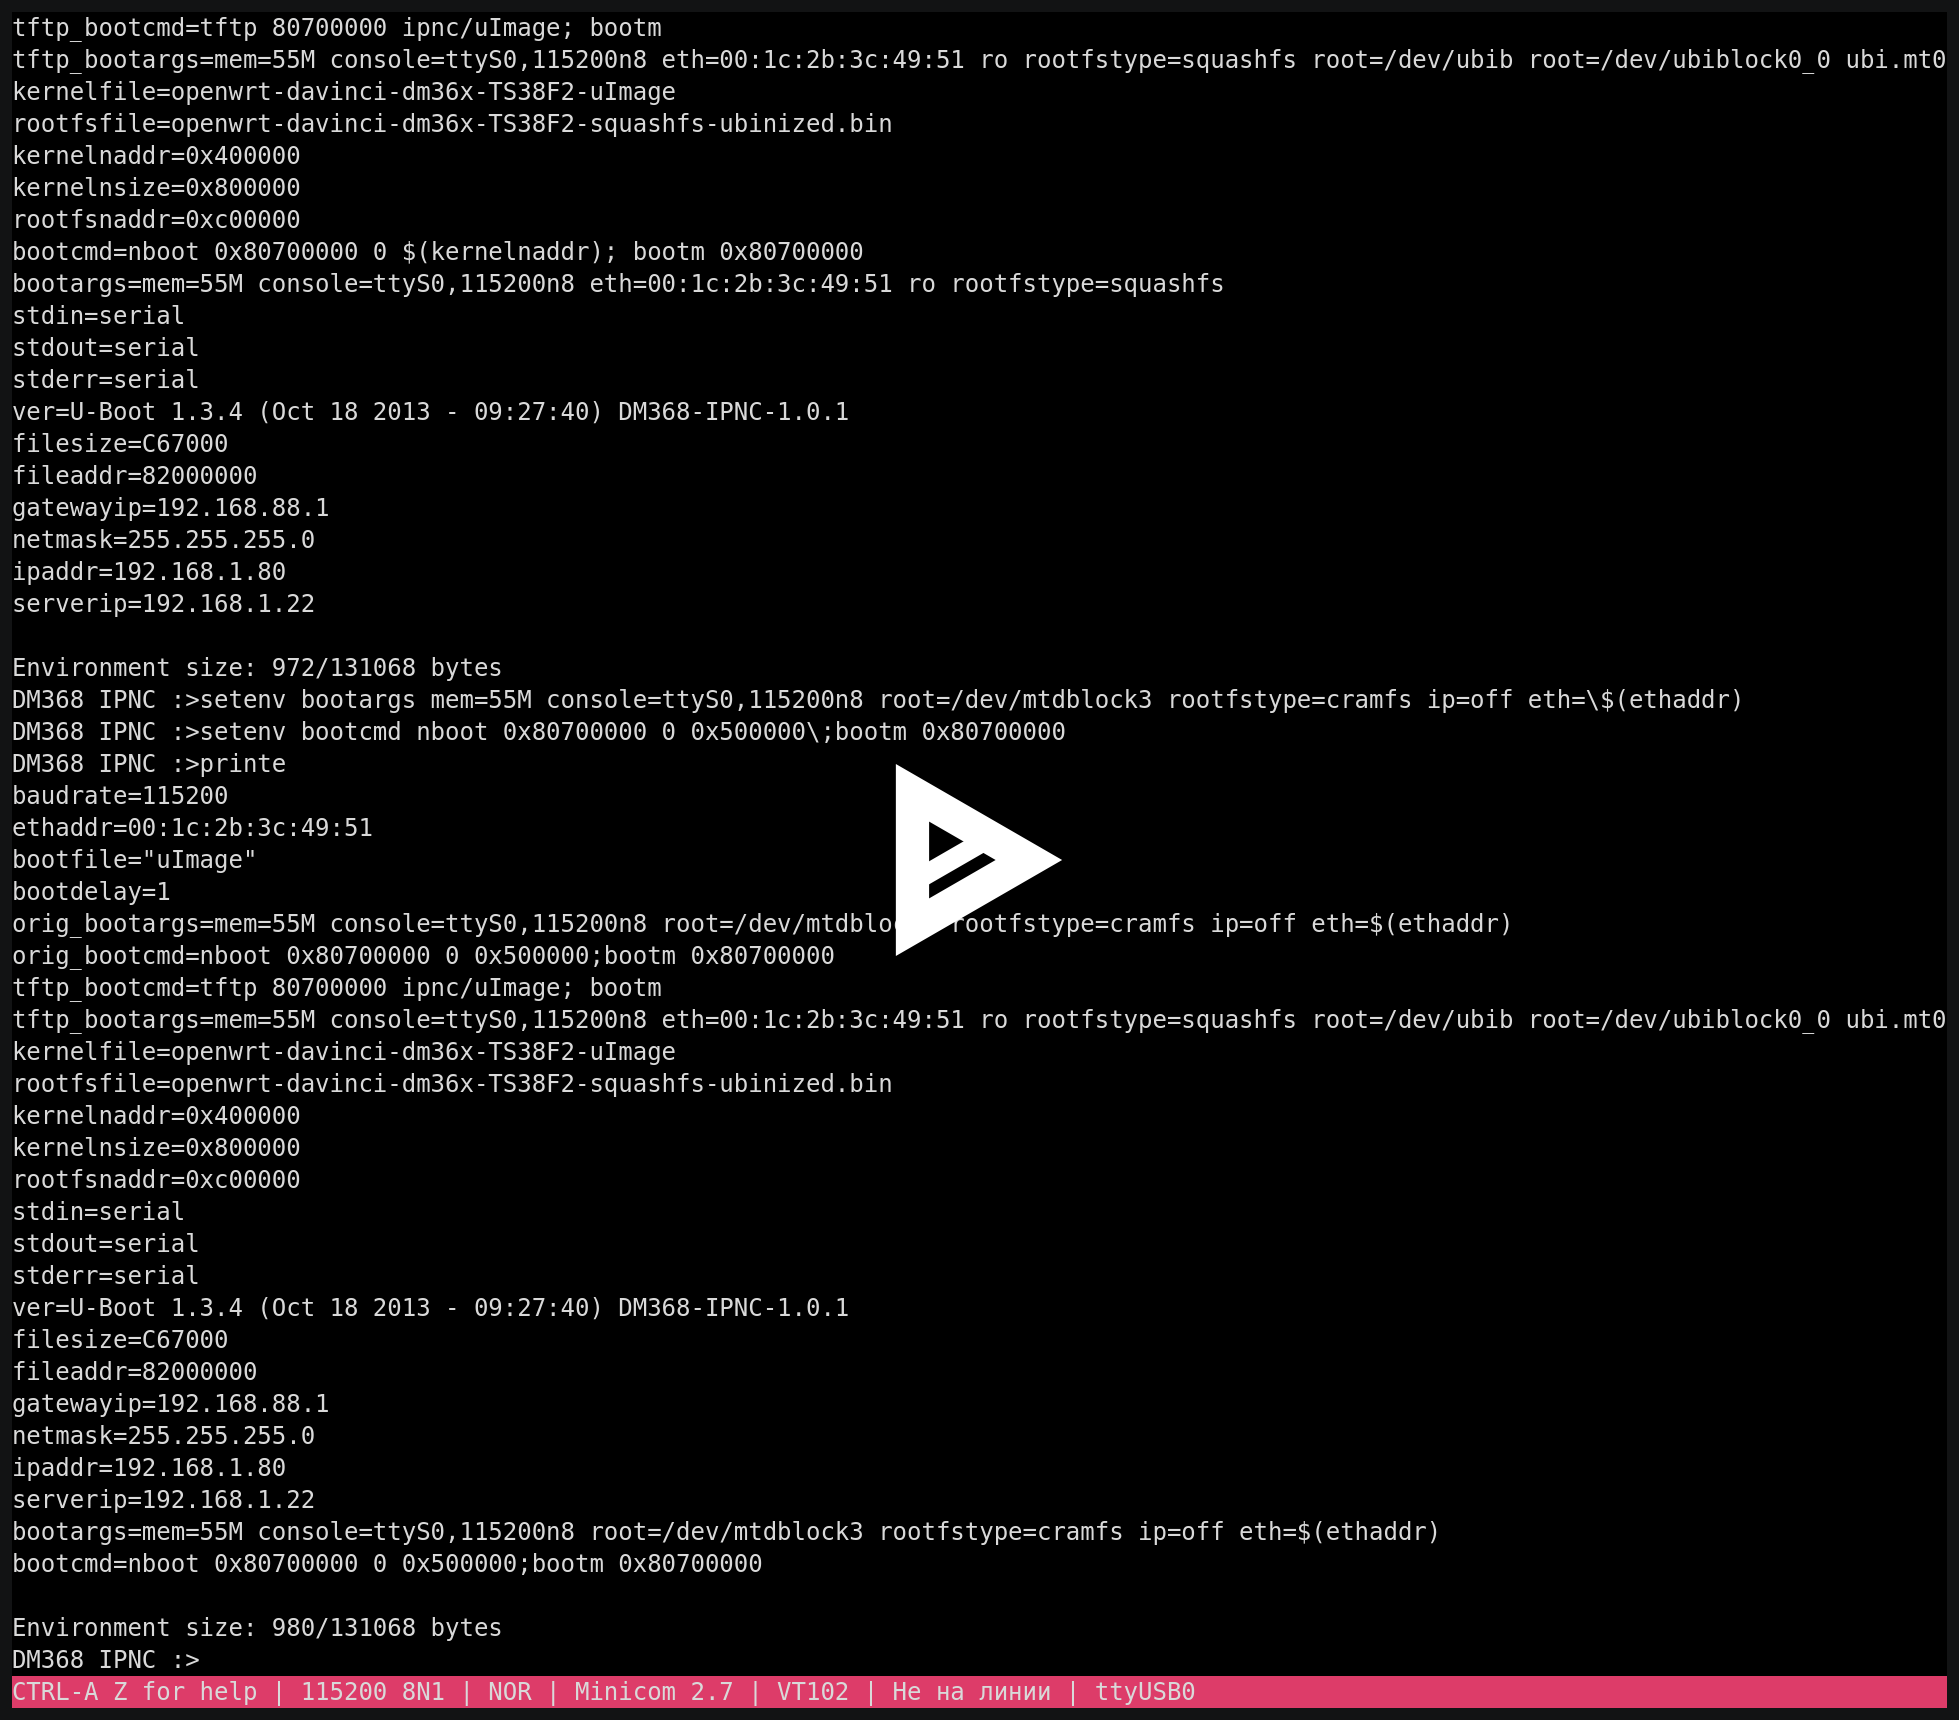 tftp_bootcmd=tftp 80700000 ipnc/uImage; bootm
tftp_bootargs=mem=55M console=ttyS0,115200n8 eth=00:1c:2b:3c:49:51 ro rootfstype=squashfs root=/dev/ubib root=/dev/ubiblock0_0 ubi.mt0
kernelfile=openwrt-davinci-dm36x-TS38F2-uImage
rootfsfile=openwrt-davinci-dm36x-TS38F2-squashfs-ubinized.bin
kernelnaddr=0x400000
kernelnsize=0x800000
rootfsnaddr=0xc00000
bootcmd=nboot 0x80700000 0 $(kernelnaddr); bootm 0x80700000
bootargs=mem=55M console=ttyS0,115200n8 eth=00:1c:2b:3c:49:51 ro rootfstype=squashfs
stdin=serial
stdout=serial
stderr=serial
ver=U-Boot 1.3.4 (Oct 18 2013 - 09:27:40) DM368-IPNC-1.0.1
filesize=C67000
fileaddr=82000000
gatewayip=192.168.88.1
netmask=255.255.255.0
ipaddr=192.168.1.80
serverip=192.168.1.22
Environment size: 972/131068 bytes
DM368 IPNC :>setenv bootargs mem=55M console=ttyS0,115200n8 root=/dev/mtdblock3 rootfstype=cramfs ip=off eth=\$(ethaddr)
DM368 IPNC :>setenv bootcmd nboot 0x80700000 0 0x500000\;bootm 0x80700000
DM368 IPNC :>printe
baudrate=115200
ethaddr=00:1c:2b:3c:49:51
bootfile="uImage"
bootdelay=1
orig_bootargs=mem=55M console=ttyS0,115200n8 rootfstype=cramfs ip=off eth=$(ethaddr)
orig_bootcmd=nboot 0x80700000 0 0x500000;bootm 0x80700000
tftp_bootcmd=tftp 80700000 ipnc/uImage; bootm
tftp_bootargs=mem=55M console=ttyS0,115200n8 eth=00:1c:2b:3c:49:51 ro rootfstype=squashfs root=/dev/ubib root=/dev/ubiblock0_0 ubi.mt0
kernelfile=openwrt-davinci-dm36x-TS38F2-uImage
rootfsfile=openwrt-davinci-dm36x-TS38F2-squashfs-ubinized.bin
kernelnaddr=0x400000
kernelnsize=0x800000
rootfsnaddr=0xc00000
stdin=serial
stdout=serial
stderr=serial
ver=U-Boot 1.3.4 (Oct 18 2013 - 09:27:40) DM368-IPNC-1.0.1
filesize=C67000
fileaddr=82000000
gatewayip=192.168.88.1
netmask=255.255.255.0
ipaddr=192.168.1.80
serverip=192.168.1.22
bootargs=mem=55M console=ttyS0,115200n8 root=/dev/mtdblock3 rootfstype=cramfs ip=off eth=$(ethaddr)
bootcmd=nboot 0x80700000 0 0x500000;bootm 0x80700000
Environment size: 980/131068 bytes
DM368 IPNC :>
CTRL-A Z for help | 115200 8N1 | NOR | Minicom 2.7 | VT102 | Не на линии | ttyUSB0